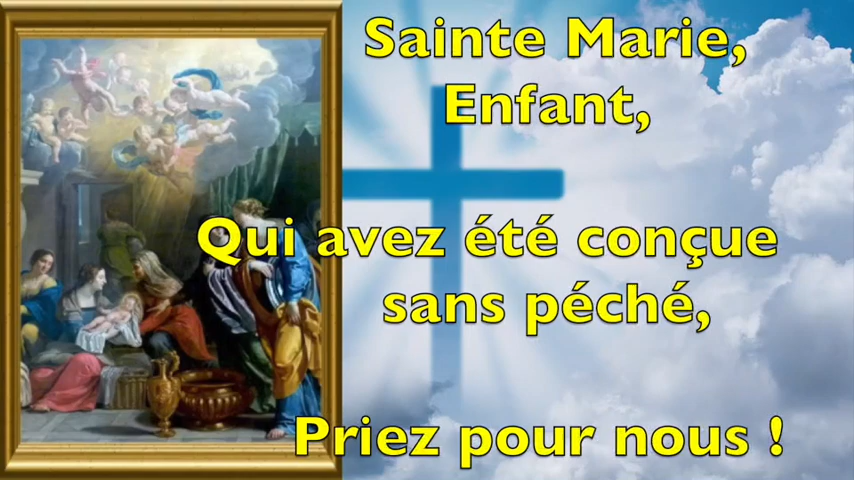 Sainte Marie,
Enfant,
Qui avez été conçue
sans péché,
Priez pour nous !